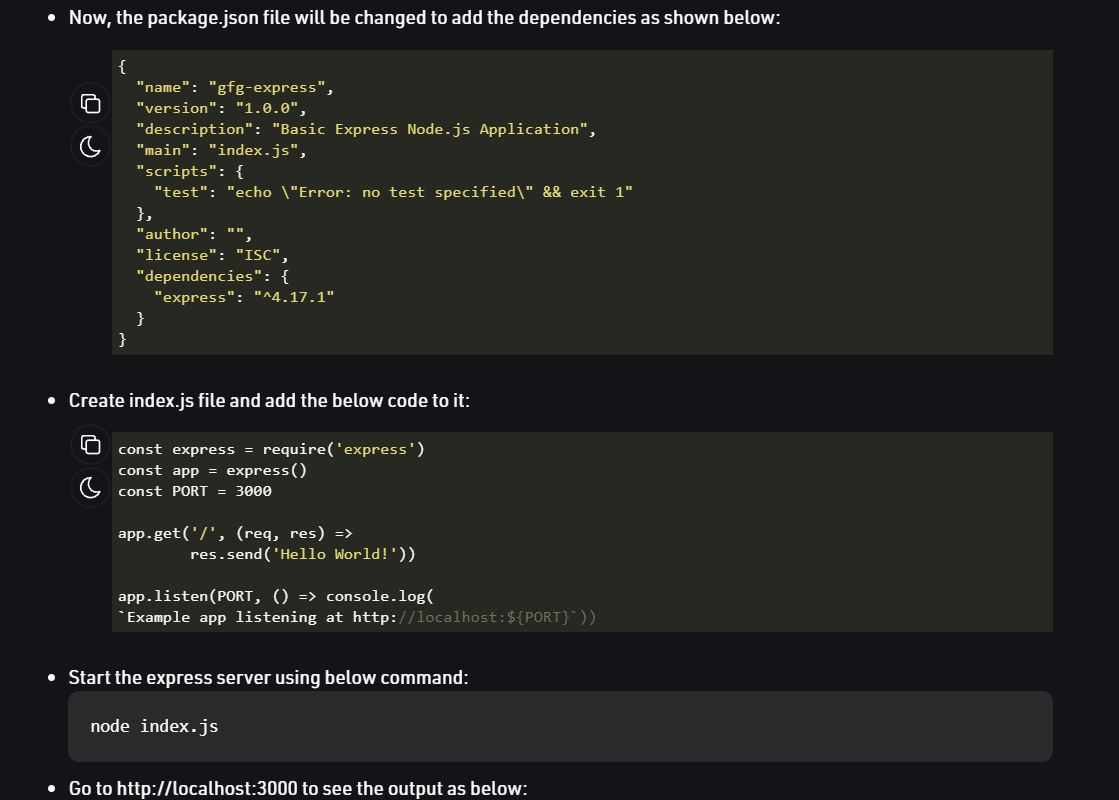 Now, the package.json file will be changed to add the dependencies as shown below:
{
  "name": "gfg-express",
  "version": "1.0.0",
  "description": "Basic Express Node.js Application",
  "main": "index.js",
  "scripts": {
    "test": "echo \"Error: no test specified\" && exit 1"
  },
  "author": "",
  "license": "ISC",
  "dependencies": {
    "express": "^4.17.1"
  }
}
Create index.js file and add the below code to it:
const express = require('express')
const app = express()
const PORT = 3000
app.get('/', (req, res) =>
        res.send('Hello World!'))
app.listen(PORT, () => console.log(
`Example app listening at http://localhost:${PORT}`))
Start the express server using below command:
node index.js
Go to http://localhost:3000 to see the output as below: